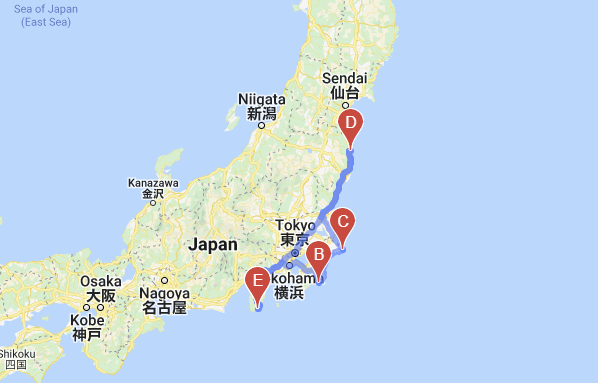 Sea of Japan
(East Sea)
Sendai
仙台
Niigata
新潟
D
Kanazawa
金沢
Tokyo
東京
C
Japan
B
Osaka
大阪
Nagoya
名古屋
E
kohama
横浜
Kobe
神戸
Shikoku
四国